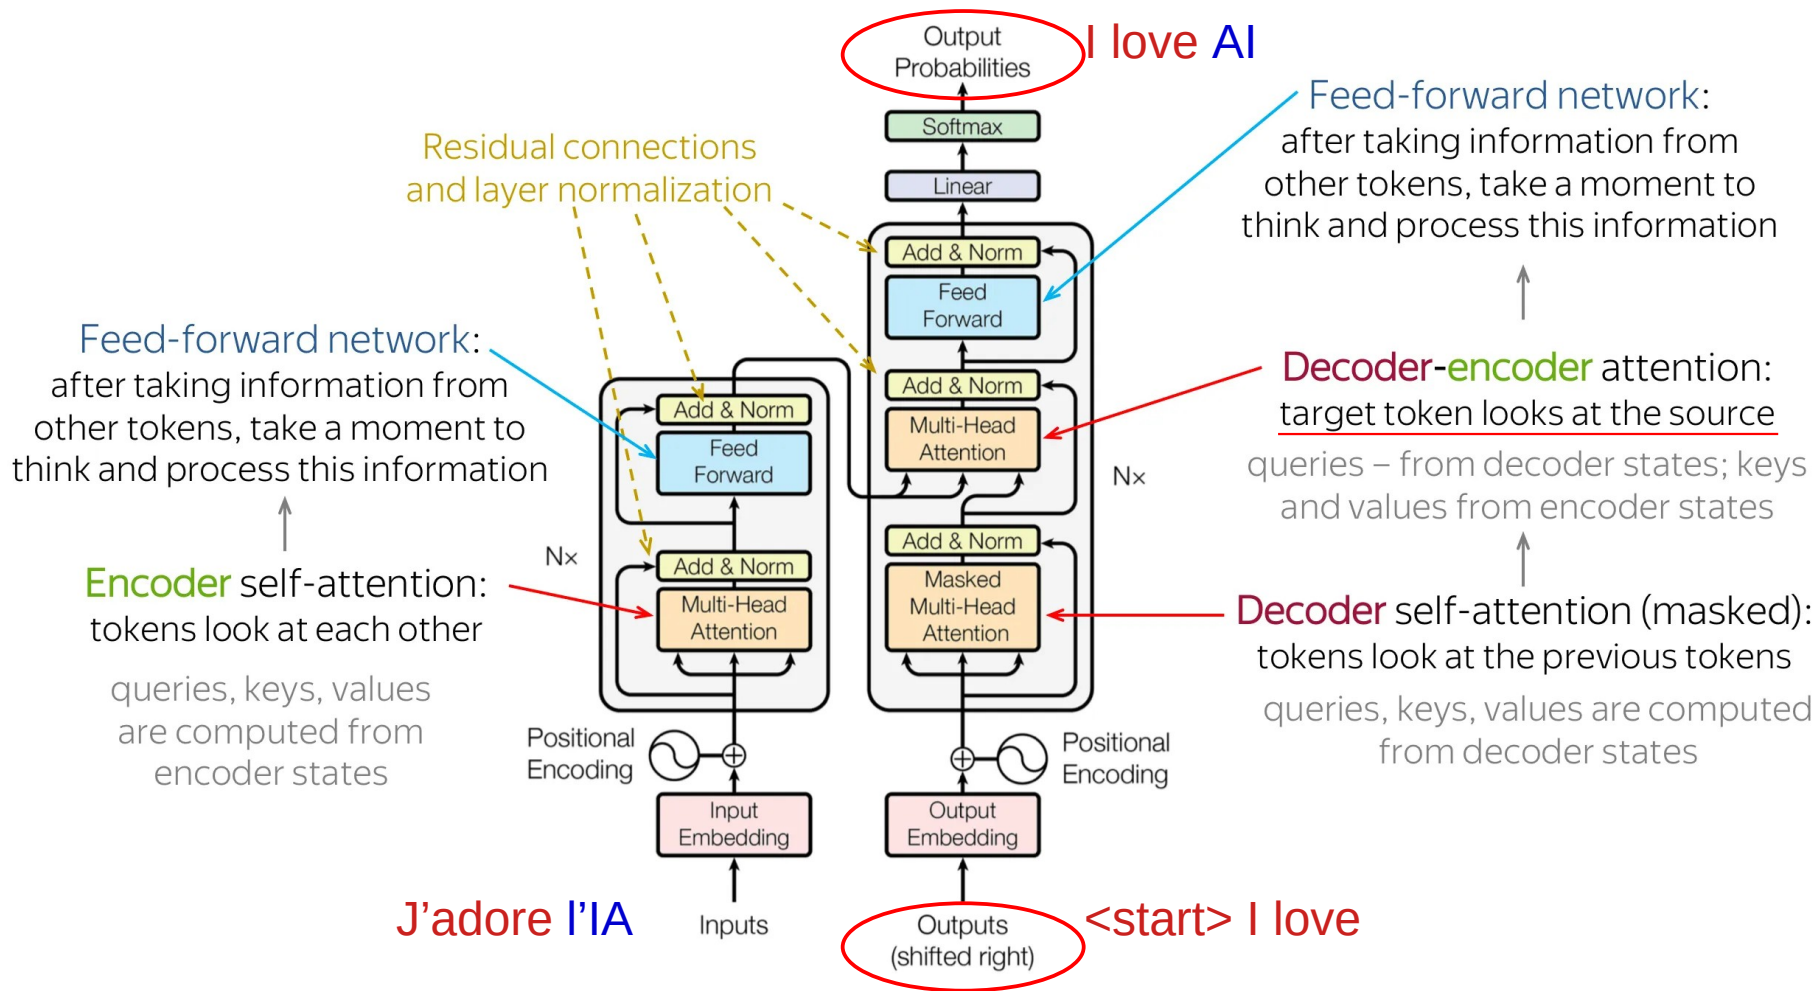 Output
Probabilities
I love AI
Softmax
Linear
Residual connections
and layer normalization
Feed-forward network:
after taking information from
other tokens, take a moment to
think and process this information
Add & Norm
Feed
Forward
Add & Norm
Multi-Head
Attention
N×
Decoder-encoder attention:
target token looks at the source
queries – from decoder states; keys
and values from encoder states
Feed-forward network:
after taking information from
other tokens, take a moment to
think and process this information
Add & Norm
Feed
Forward
N×
Add & Norm
Multi-Head
Attention
Encoder self-attention:
tokens look at each other
queries, keys, values
are computed from
encoder states
Add & Norm
Masked
Multi-Head
Attention
Decoder self-attention (masked):
tokens look at the previous tokens
queries, keys, values are computed
from decoder states
Positional
Encoding
Positional
Encoding
Input
Embedding
Output
Embedding
J’adore l’IA
Inputs
Outputs
(shifted right)
<start> I love